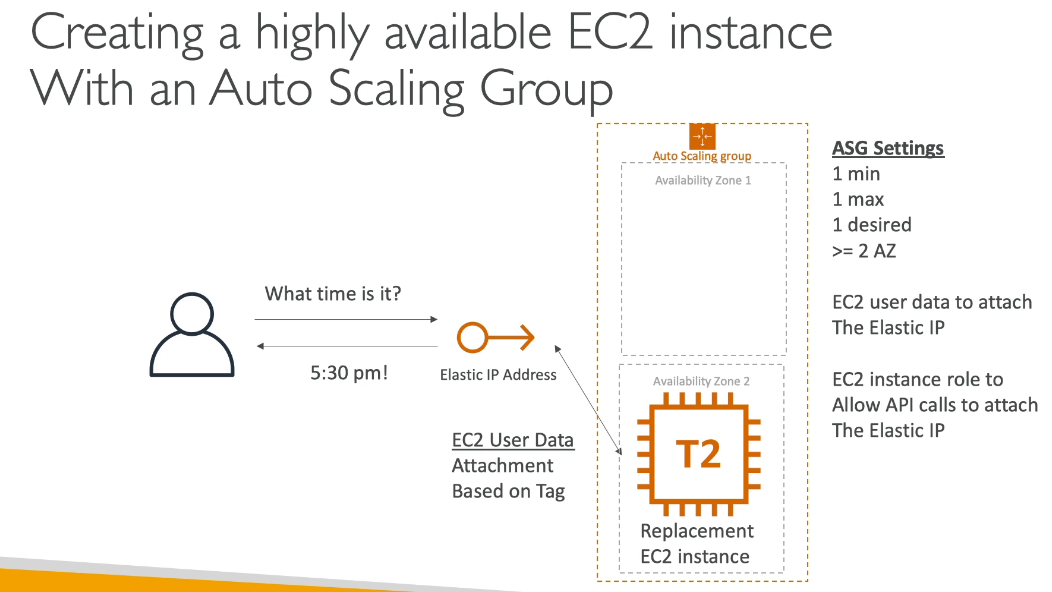 Creating a highly available EC2 instance
With an Auto Scaling Group
Auto Scaling group
Availability Zone 1
ASG Settings
1 min
1 max
1 desired
>= 2 AZ
EC2 user data to attach
The Elastic IP
EC2 instance role to
Allow API calls to attach
The Elastic IP
What time is it?
5:30 pm!
Elastic IP Address
EC2 User Data
Attachment
Based on Tag
Availability Zone 2
T2
Replacement
EC2 instance